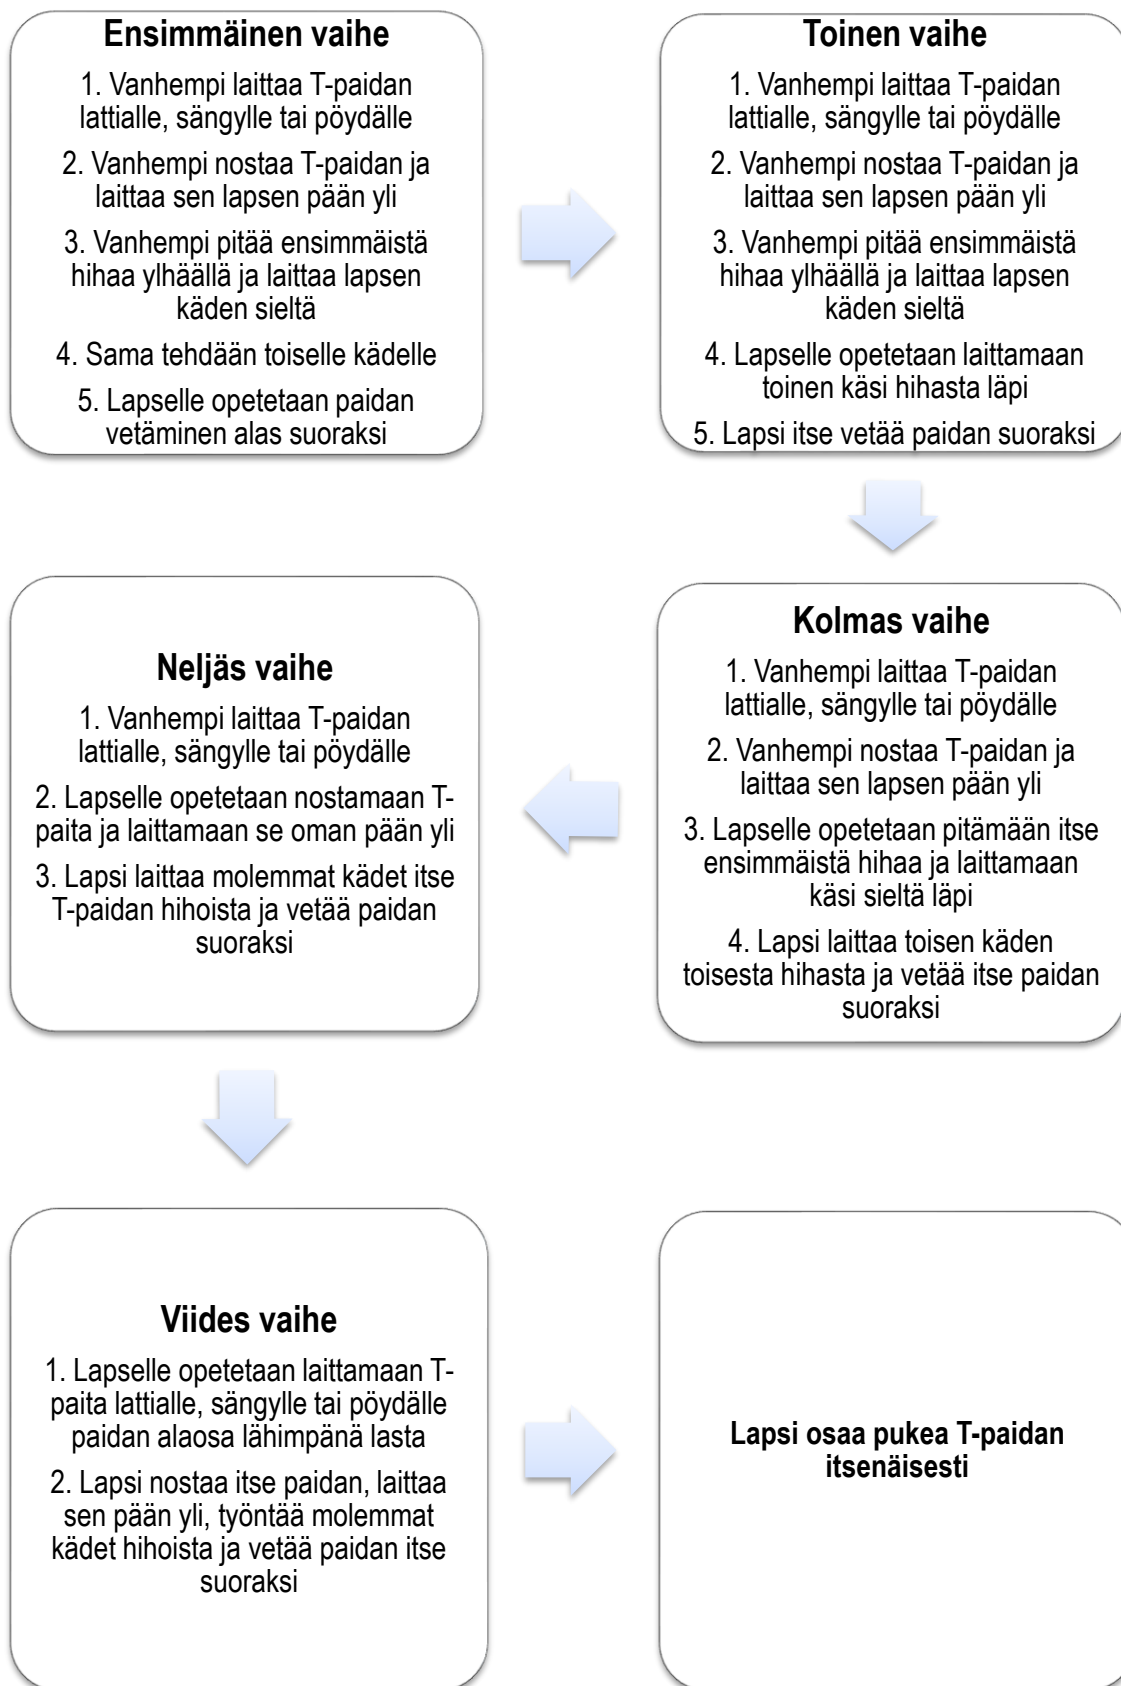 Ensimmäinen vaihe
1. Vanhempi laittaa T-paidan
lattialle, sängylle tai pöydälle
2. Vanhempi nostaa T-paidan ja
laittaa sen lapsen pään yli
3. Vanhempi pitää ensimmäistä
hihaa ylhäällä ja laittaa lapsen
käden sieltä
4. Sama tehdään toiselle kädelle
5. Lapselle opetetaan paidan
vetäminen alas suoraksi
Toinen vaihe
1. Vanhempi laittaa T-paidan
lattialle, sängylle tai pöydälle
2. Vanhempi nostaa T-paidan ja
laittaa sen lapsen pään yli
3. Vanhempi pitää ensimmäistä
hihaa ylhäällä ja laittaa lapsen
käden sieltä
4. Lapselle opetetaan laittamaan
toinen käsi hihasta läpi
5. Lapsi itse vetää paidan suoraksi
Kolmas vaihe
1. Vanhempi laittaa T-paidan
lattialle, sängylle tai pöydälle
2. Vanhempi nostaa T-paidan ja
laittaa sen lapsen pään yli
3. Lapselle opetetaan pitämään itse
ensimmäistä hihaa ja laittamaan
käsi sieltä läpi
4. Lapsi laittaa toisen käden
toisesta hihasta ja vetää itse paidan
suoraksi
Neljäs vaihe
1. Vanhempi laittaa T-paidan
lattialle, sängylle tai pöydälle
2. Lapselle opetetaan nostamaan T-
paita ja laittamaan se oman pään yli
3. Lapsi laittaa molemmat kädet itse
T-paidan hihoista ja vetää paidan
suoraksi
Viides vaihe
1. Lapselle opetetaan laittamaan T-
paita lattialle, sängylle tai pöydälle
paidan alaosa lähimpänä lasta
2. Lapsi nostaa itse paidan, laittaa
sen pään yli, työntää molemmat
kädet hihoista ja vetää paidan itse
suoraksi
Lapsi osaa pukea T-paidan
itsenäisesti